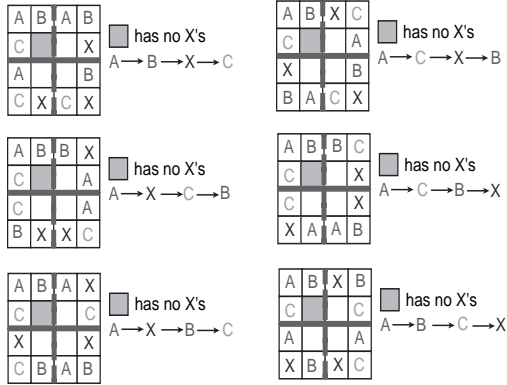 A B A B
C X
A B
C X C X
has no X's
A → B → X → C
A B X C
C A
X B
B A C X
has no X's
A → C → X → B
A B B X
C A
C A
B X X C
has no X's
A → X → C → B
A B B C
C X
C X
X A A B
has no X's
A → C → B → X
A B A X
C C
X X
C B A B
has no X's
A → X → B → C
A B X B
C C
A A
X B X C
has no X's
A → B → C → X